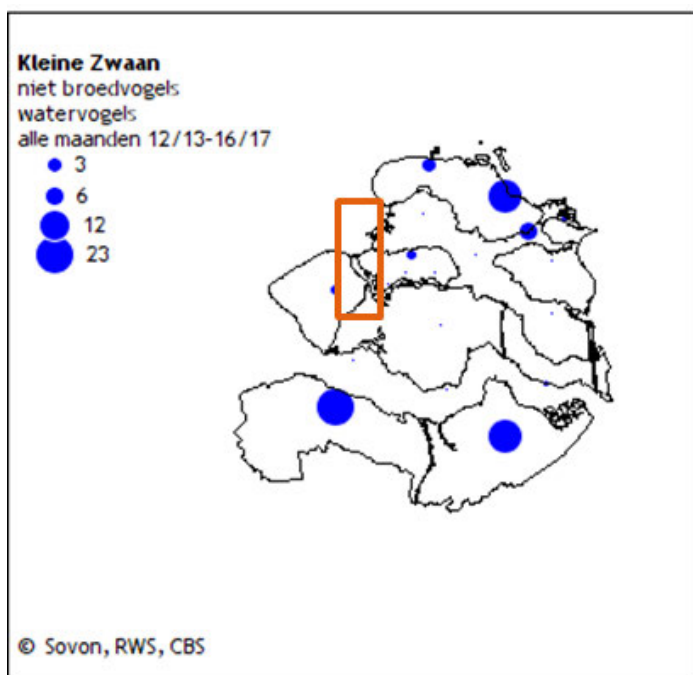 Kleine Zwaan
niet broedvogels
watervogels
alle maanden 12/13-16/17
3
6
12
23
© Sovon, RWS, CBS